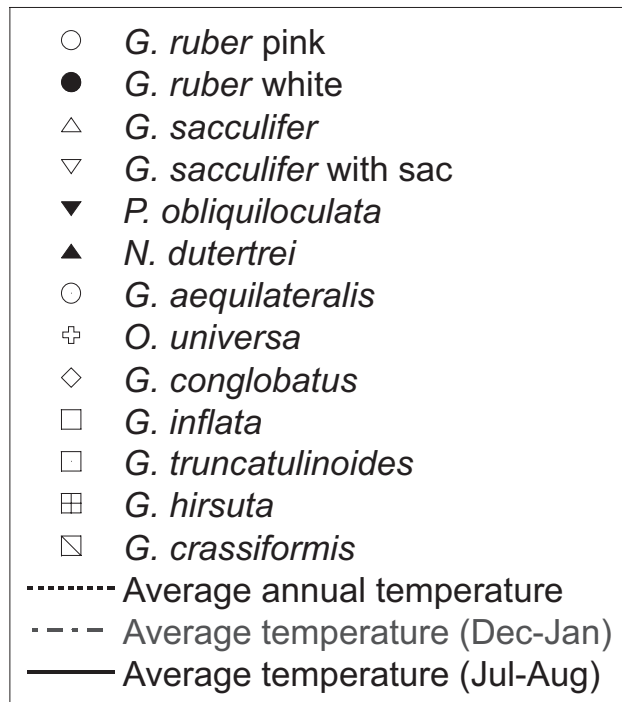 G. ruber pink
G. ruber white
G. sacculifer
G. sacculifer with sac
P. obliquiloculata
N. dutertrei
G. aequilateralis
O. universa
G. conglobatus
G. inflata
G. truncatulinoides
G. hirsuta
G. crassiformis
Average annual temperature
Average temperature (Dec-Jan)
Average temperature (Jul-Aug)